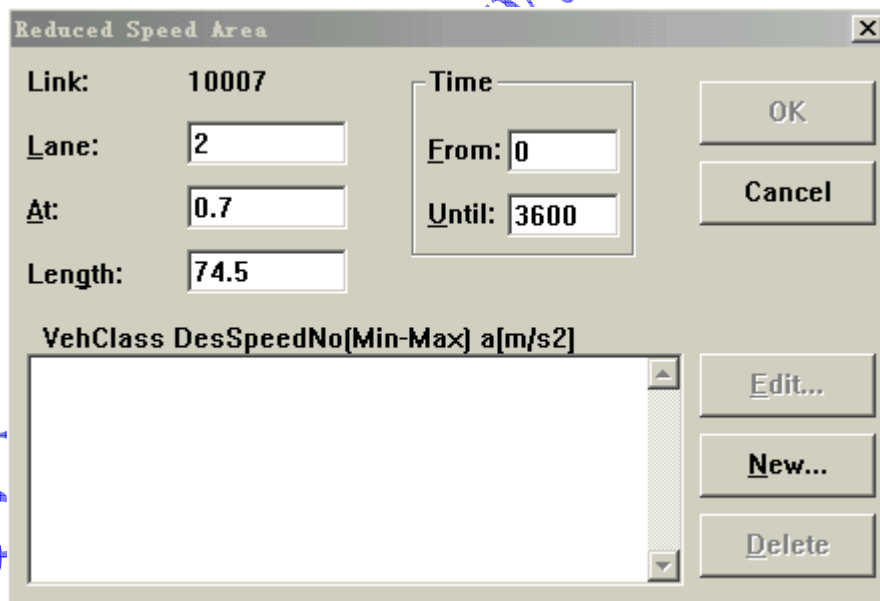 Reduced Speed Area
Link: 10007
Lane: 2
At: 0.7
Length: 74.5
Time
From: 0
Until: 3600
OK
Cancel
VehClass DesSpeedNo(Min-Max) a[m/s2]
Edit...
New...
Delete